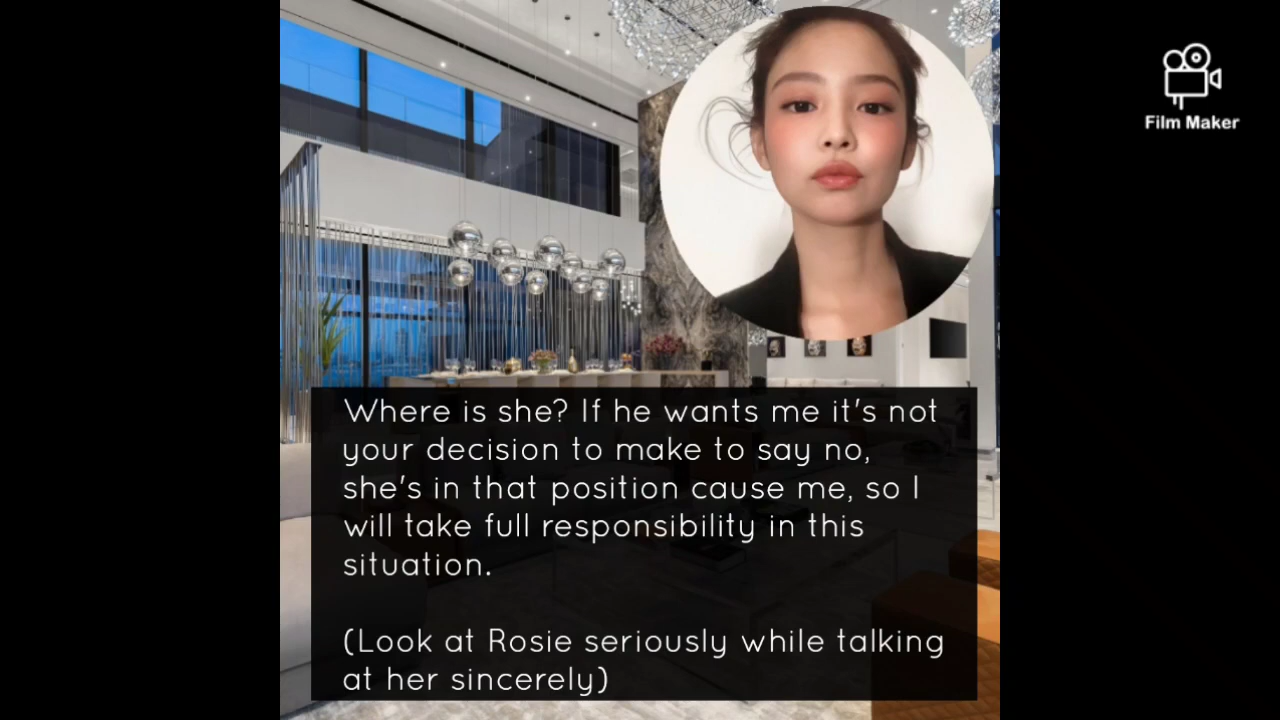 Film Maker
Where is she? If he wants me it's not
your decision to make to say no,
she's in that position cause me, so I
will take full responsibility in this
situation.
(Look at Rosie seriously while talking
at her sincerely)